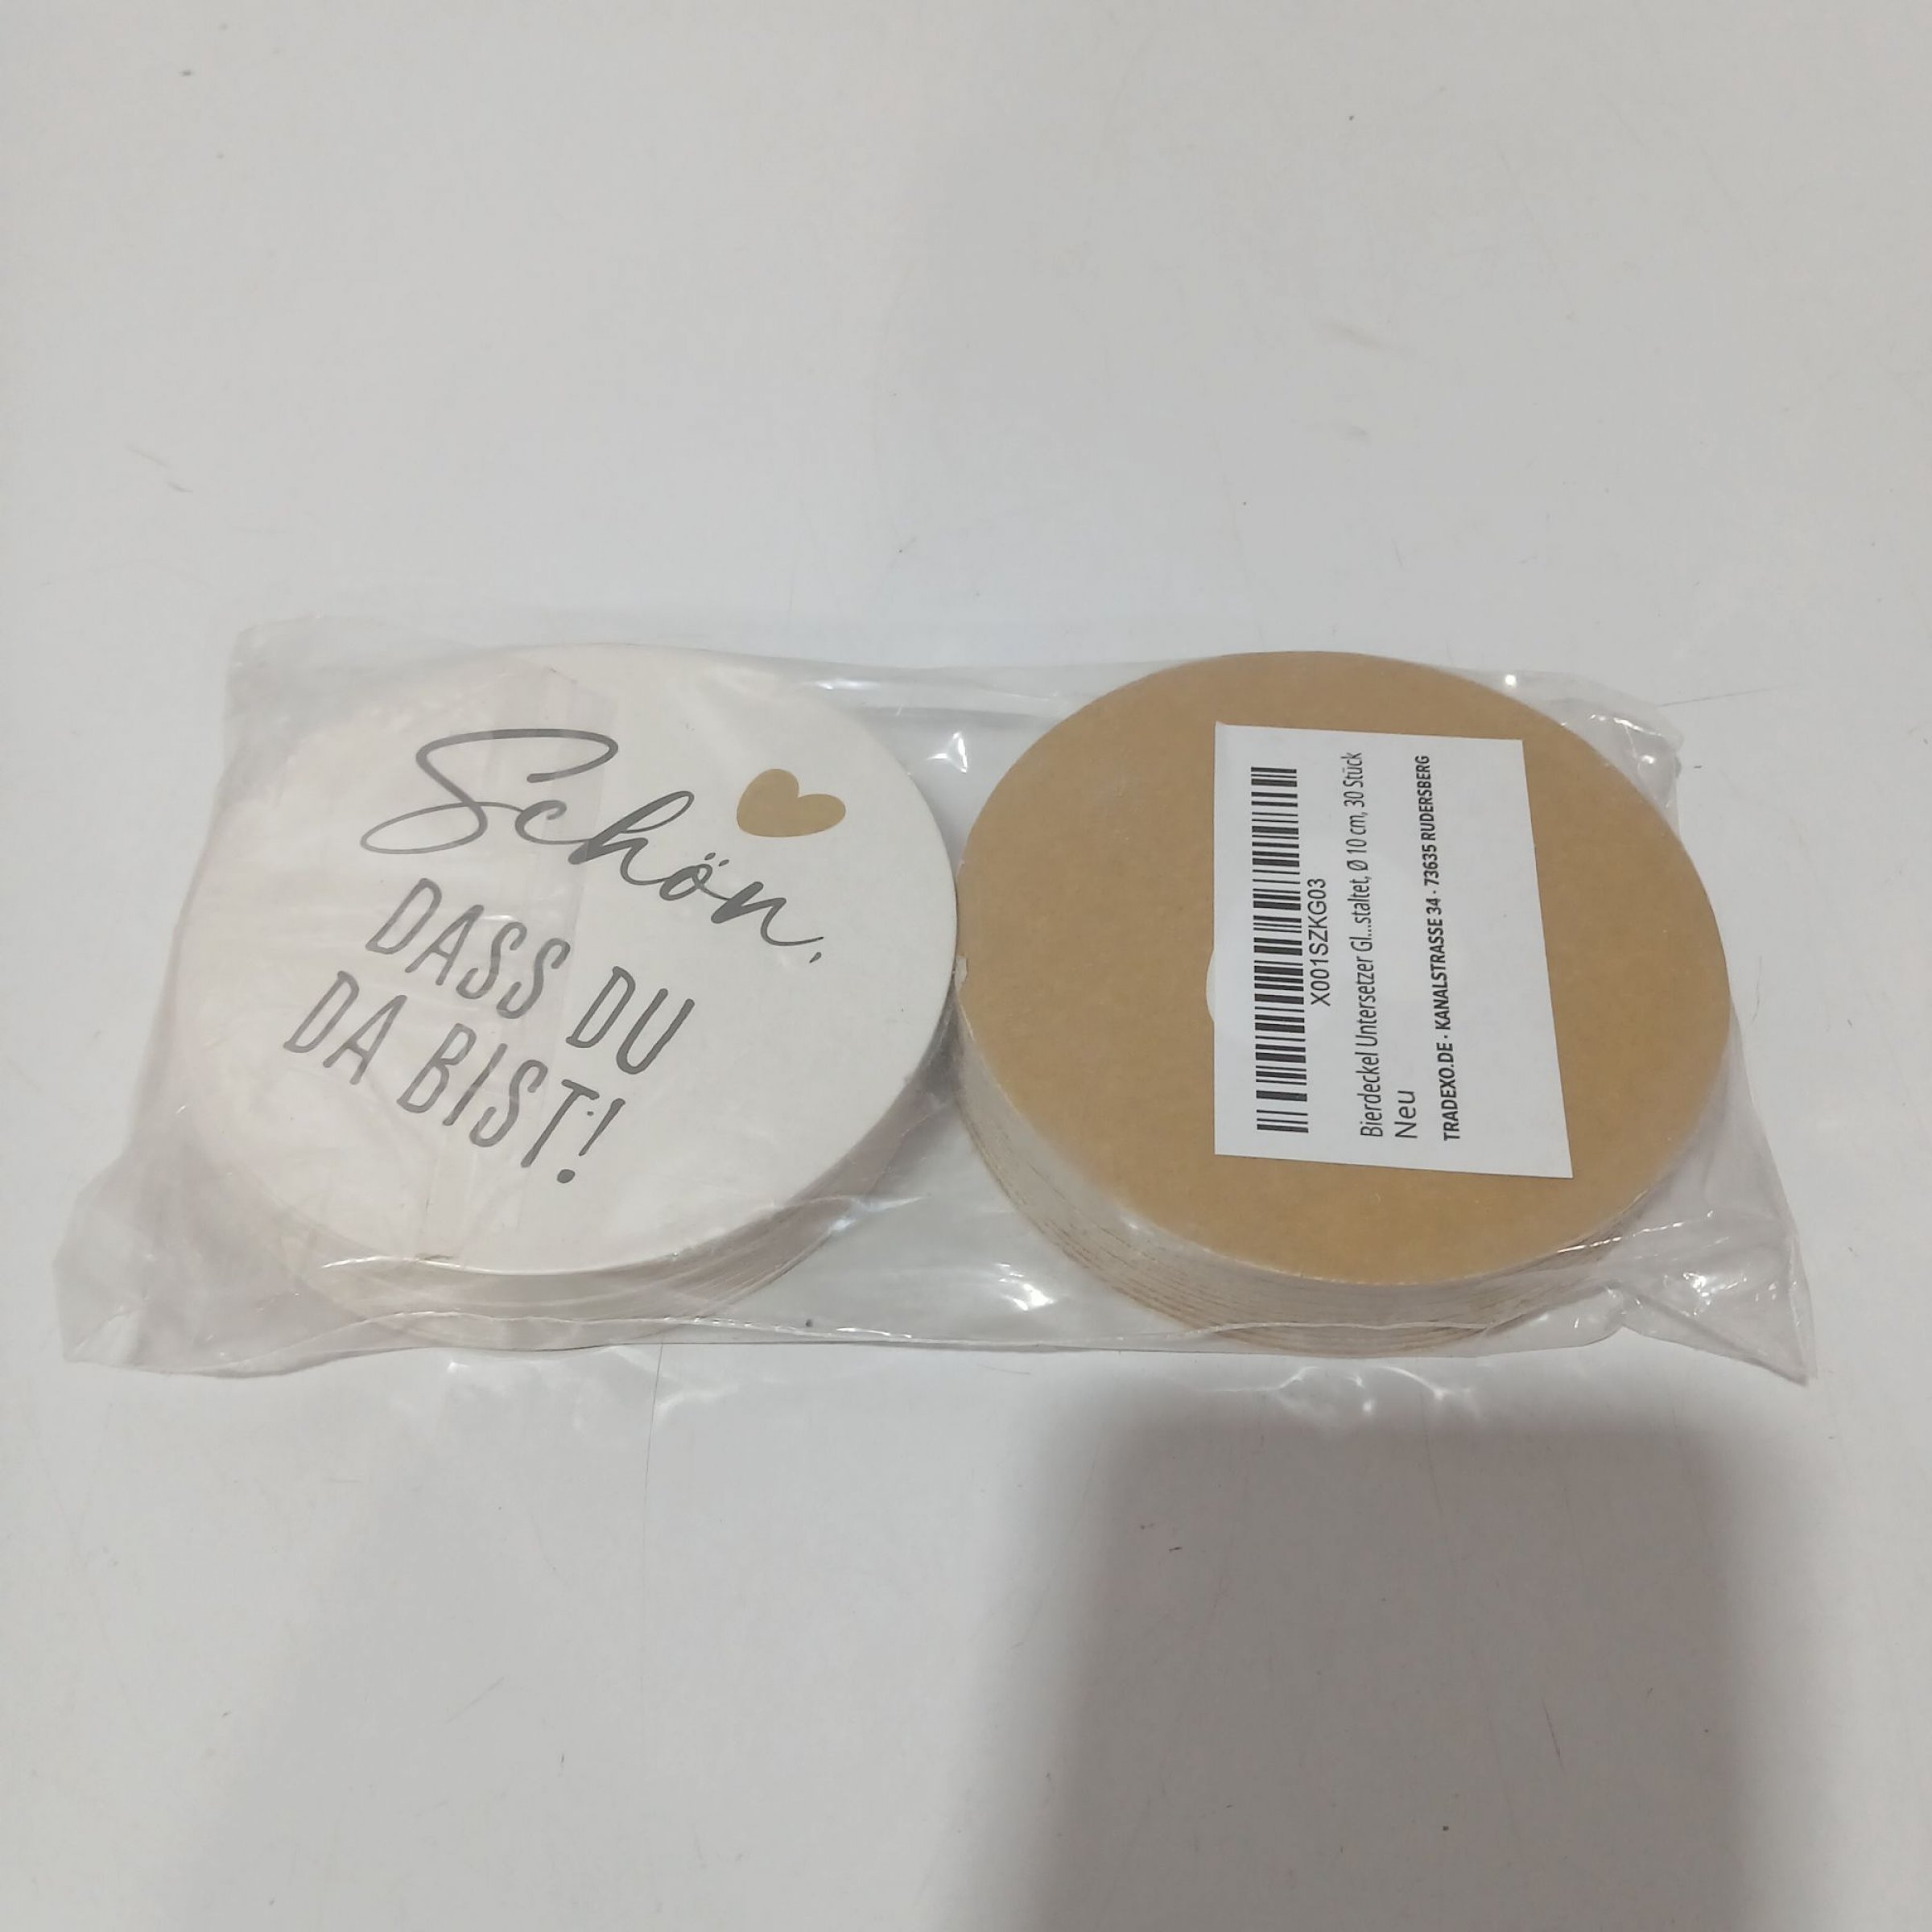 Schön,
DASS DU
DA BIST!
X001SZKG03
Bierdeckel Untersetzer Gl...staltet, Ø 10 cm, 30 Stück
Neu
TRADEXO.DE · KANALSTRASSE 34 · 73635 RUDERSBERG